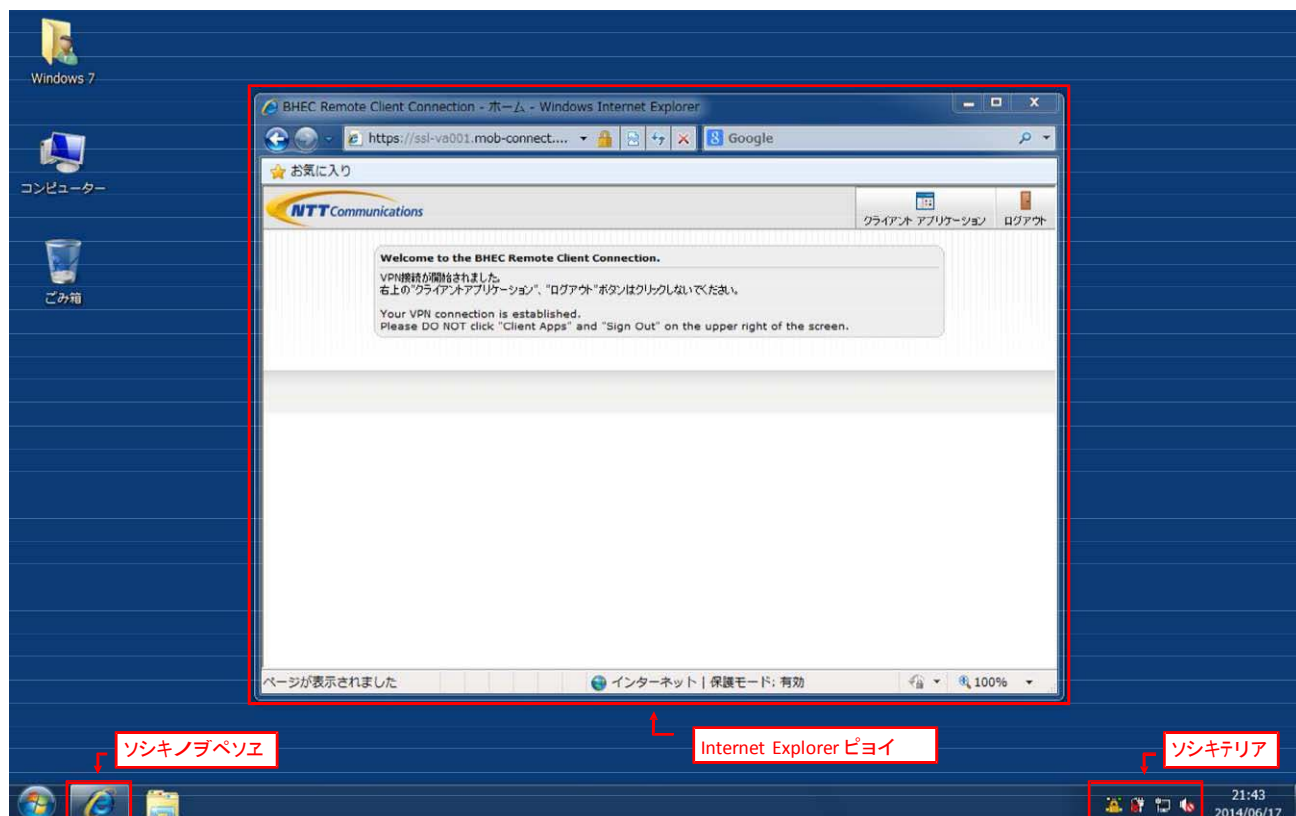 Windows 7
コンピューター
ごみ箱
BHEC Remote Client Connection - ホーム - Windows Internet Explorer
https://ssl-va001.mob-connect....
Google
お気に入り
NTT Communications
クライアント アプリケーション
ログアウト
Welcome to the BHEC Remote Client Connection.
VPN接続が開始されました。
右上の"クライアントアプリケーション"、"ログアウト"ボタンはクリックしないでください。
Your VPN connection is established.
Please DO NOT click "Client Apps" and "Sign Out" on the upper right of the screen.
ページが表示されました
インターネット | 保護モード: 有効
100%
ソシキノヺペソヱ
Internet Explorer ピョイ
ソシキテリア
21:43
2014/06/17